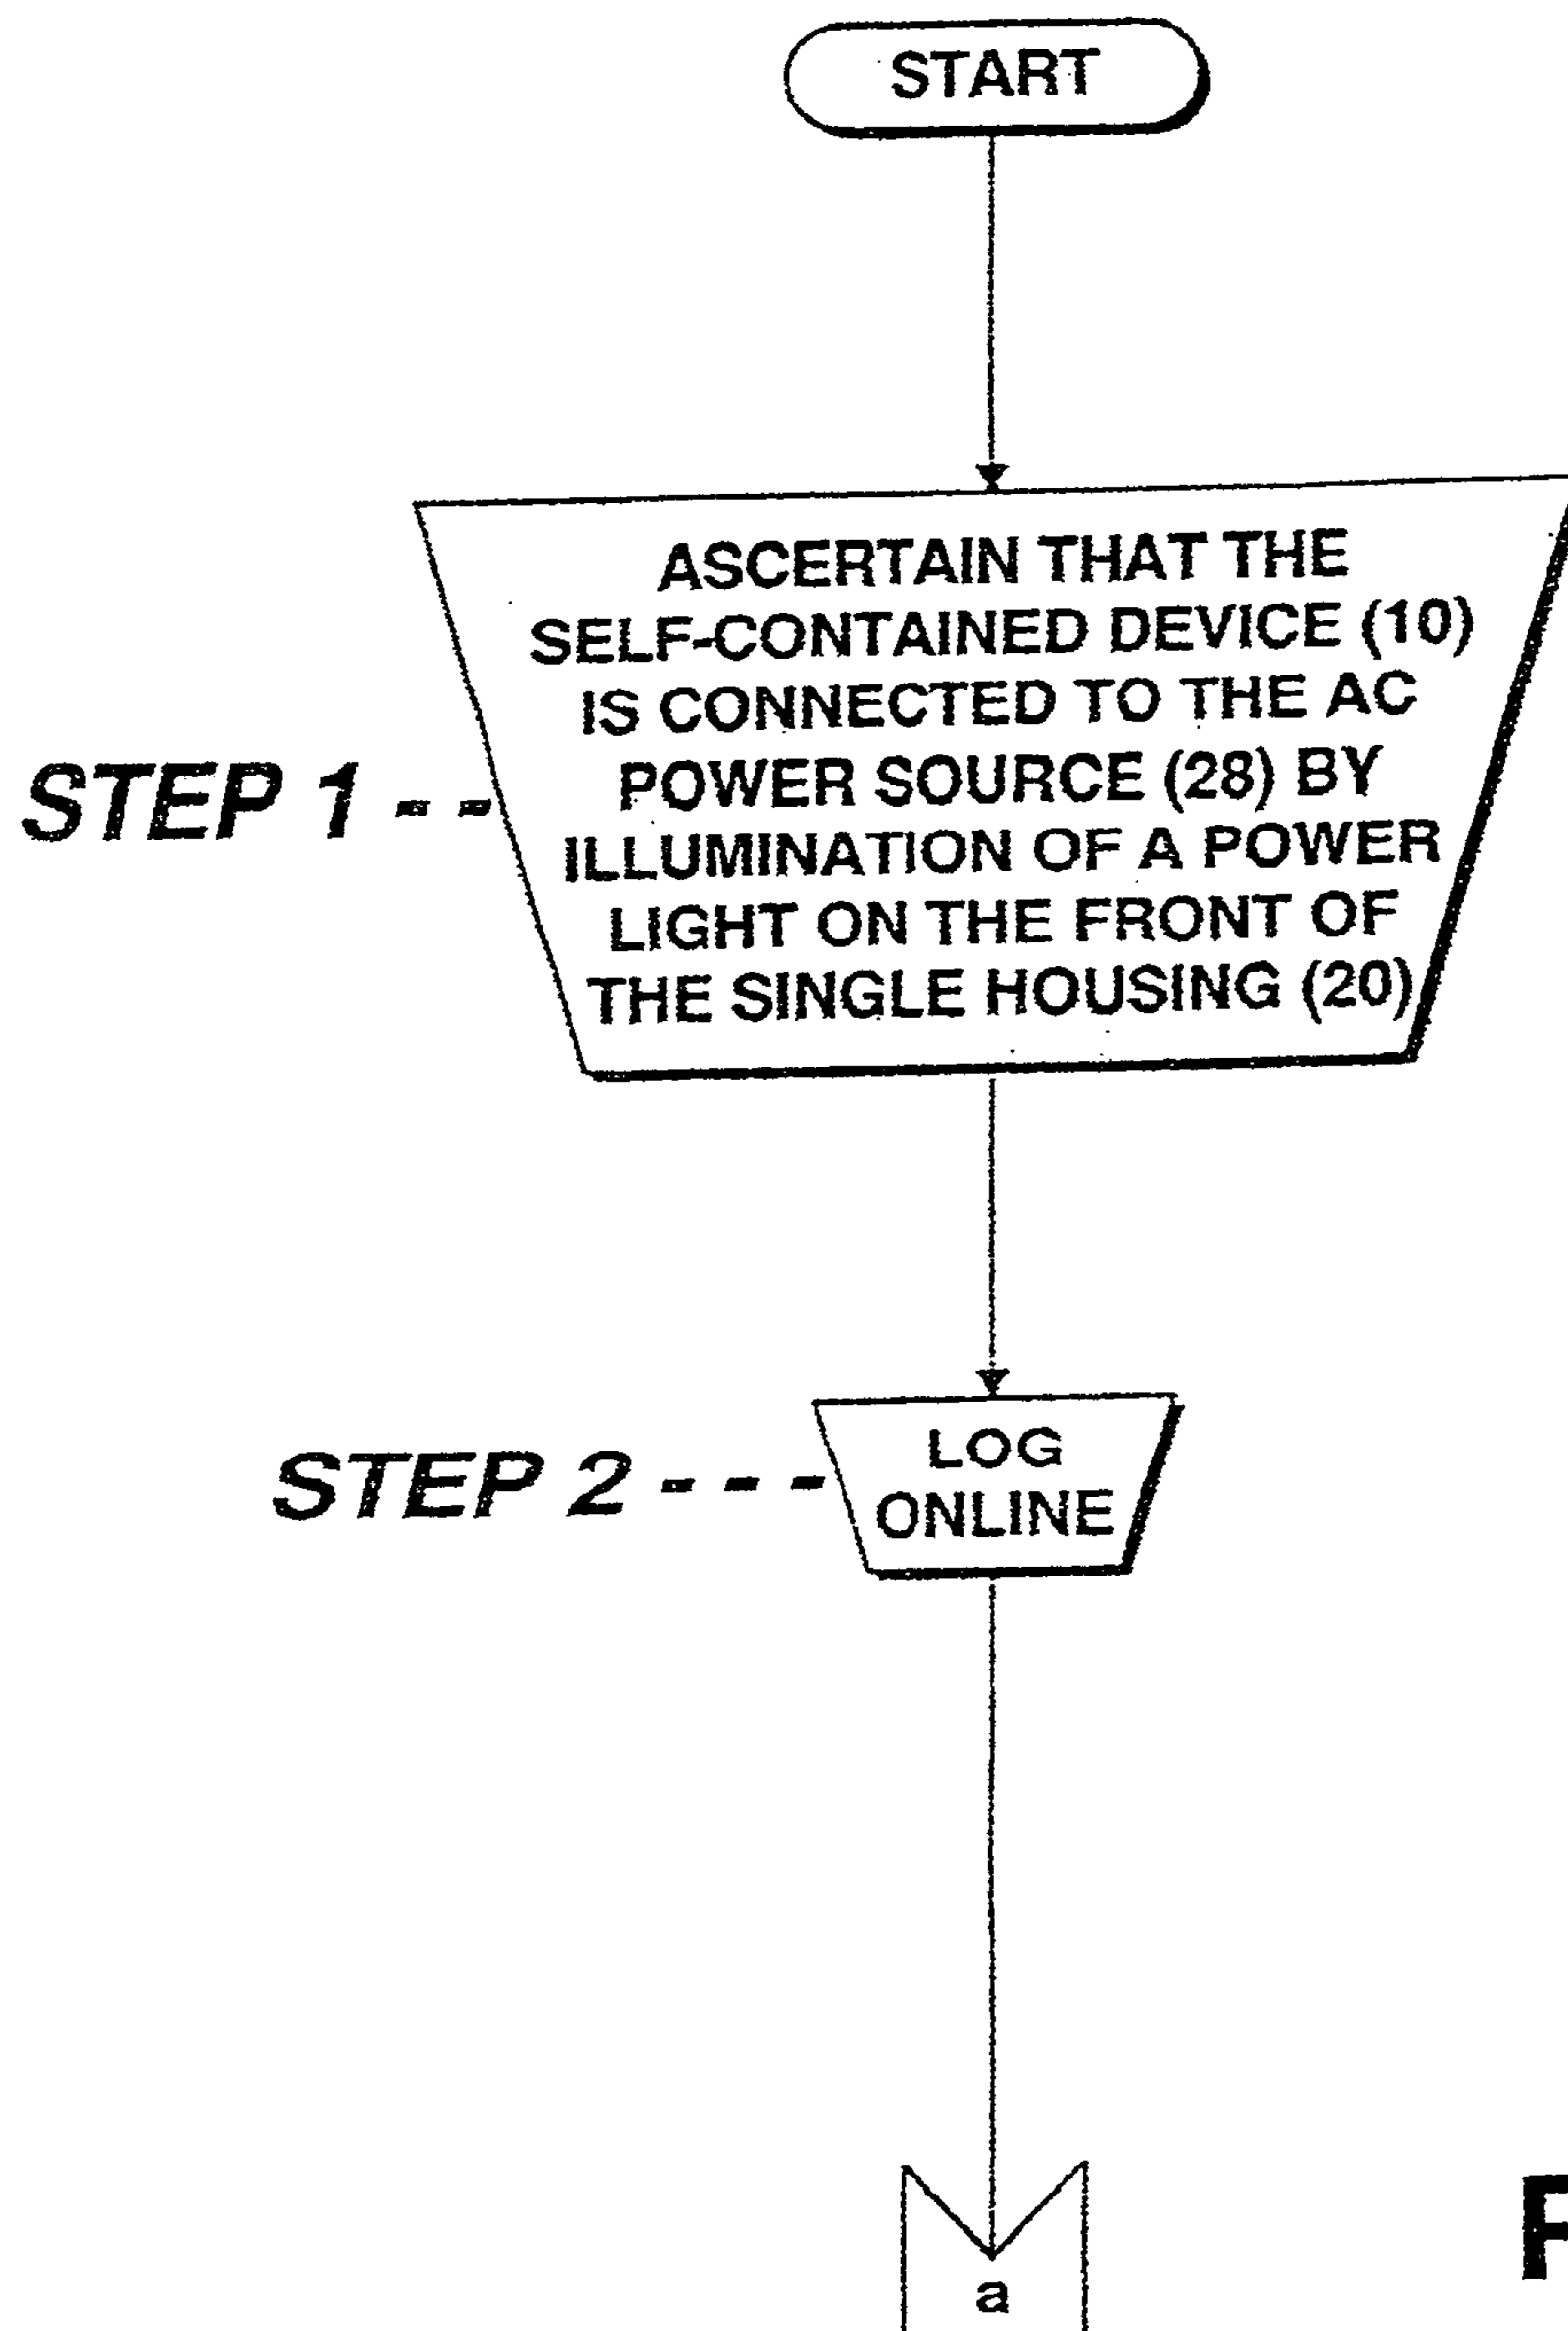 START
ASCERTAIN THAT THE
SELF-CONTAINED DEVICE (10)
IS CONNECTED TO THE AC
POWER SOURCE (28) BY
ILLUMINATION OF A POWER
LIGHT ON THE FRONT OF
THE SINGLE HOUSING (20)
STEP 1 --
LOG
ONLINE
STEP 2 ---
a